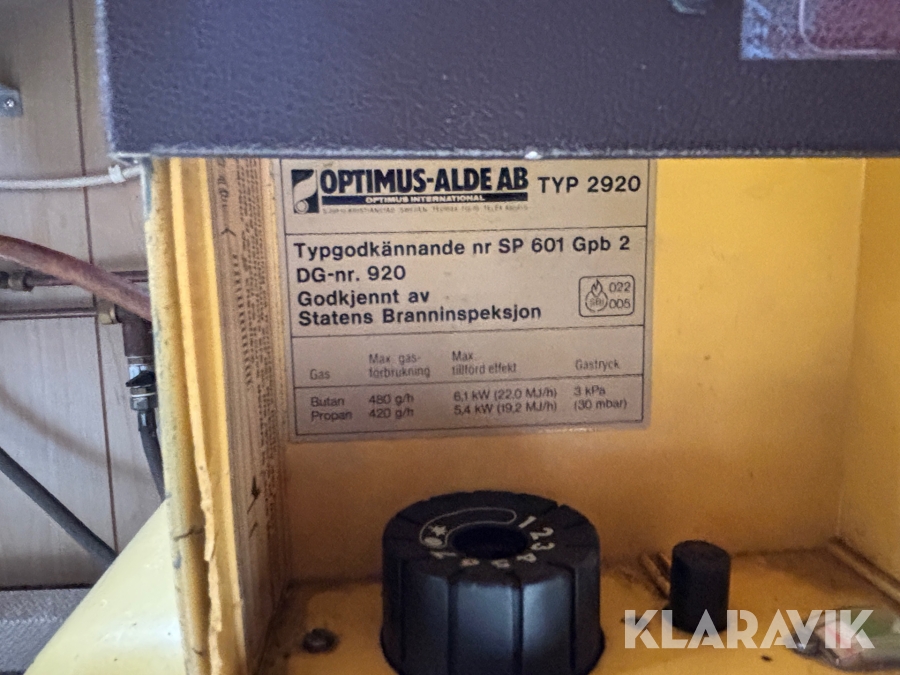 OPTIMUS-ALDE AB TYP 2920
OPTIMUS INTERNATIONAL
Typgodkännande nr SP 601 Gpb 2
DG-nr. 920
Godkjennt av
Statens Branninspeksjon
022
005
Gas Max. gas-förbrukning Max. tillförd effekt Gastryck
Butan 480 g/h 6,1 kW (22,0 MJ/h) 3 kPa
Propan 420 g/h 5,4 kW (19,2 MJ/h) (30 mbar)
1 2 3 4
KLARAVIK